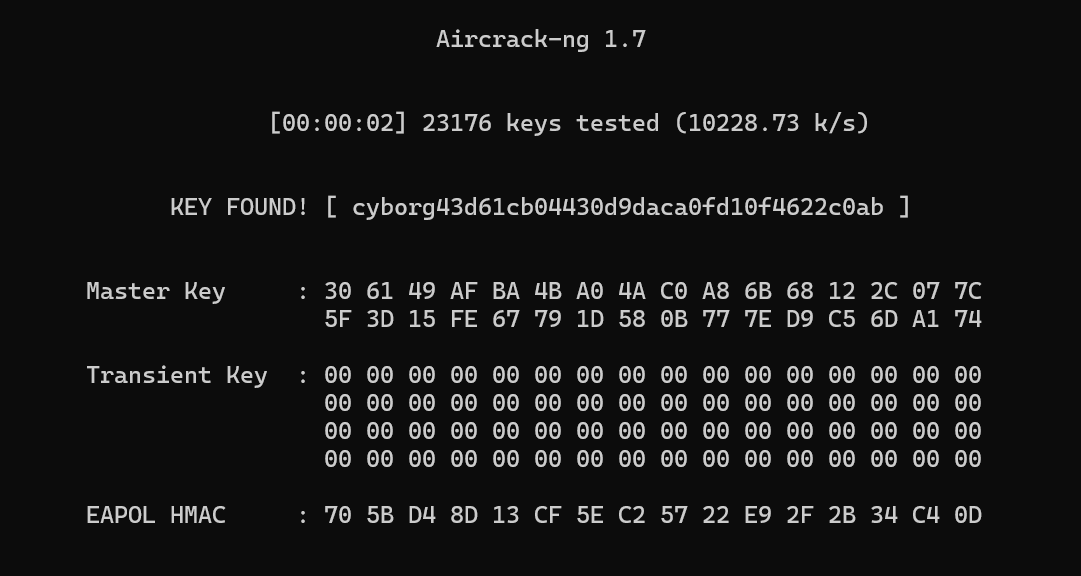 Aircrack-ng 1.7
[00:00:02] 23176 keys tested (10228.73 k/s)
KEY FOUND! [ cyborg43d61cb04430d9daca0fd10f4622c0ab ]
Master Key : 30 61 49 AF BA 4B A0 4A C0 A8 6B 68 12 2C 07 7C
5F 3D 15 FE 67 79 1D 58 0B 77 7E D9 C5 6D A1 74
Transient Key : 00 00 00 00 00 00 00 00 00 00 00 00 00 00 00 00
00 00 00 00 00 00 00 00 00 00 00 00 00 00 00 00
00 00 00 00 00 00 00 00 00 00 00 00 00 00 00 00
00 00 00 00 00 00 00 00 00 00 00 00 00 00 00 00
EAPOL HMAC : 70 5B D4 8D 13 CF 5E C2 57 22 E9 2F 2B 34 C4 0D